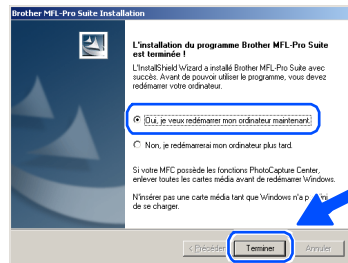 Brother MFL-Pro Suite Installation
L'installation du programme Brother MFL-Pro Suite
est terminée !
L'InstallShield Wizard a installé Brother MFL-Pro Suite avec
succès. Avant de pouvoir utiliser le programme, vous devez
redémarrer votre ordinateur.
Oui, je veux redémarrer mon ordinateur maintenant.
Non, je redémarrerai mon ordinateur plus tard.
Si votre MFC possède les fonctions PhotoCapture Center,
enlever toutes les cartes média avant de redémarrer Windows.
N'insérer pas une carte média tant que Windows n'a
de se charger.
< Précédent
Terminer
Annuler